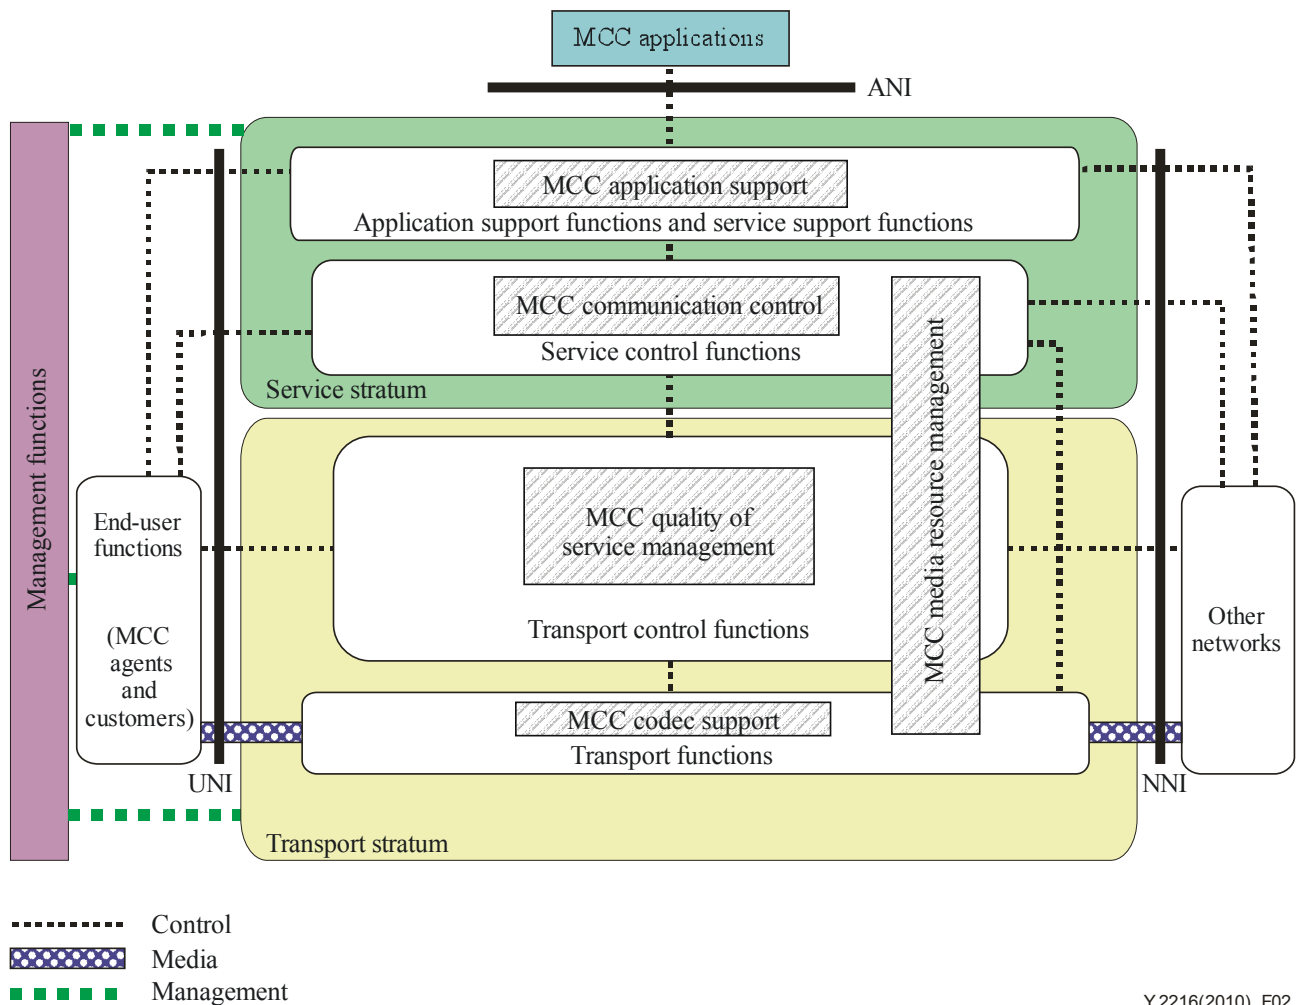 MCC applications
ANI
MCC application support
Application support functions and service support functions
MCC communication control
Service control functions
Service stratum
Management functions
End-user
functions
(MCC
agents
and
customers)
MCC quality of
service management
Transport control functions
MCC media resource management
Other
networks
MCC codec support
Transport functions
UNI
NNI
Transport stratum
Control
Media
Management
Y.2216(2010)_F02